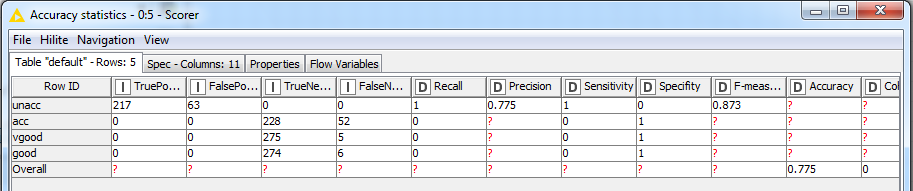 Accuracy statistics - 0:5 - Scorer
File Hilite Navigation View
Table "default" - Rows: 5 Spec - Columns: 11 Properties Flow Variables
Row ID I TruePo... I FalsePo... I TrueNe... I FalseN... D Recall D Precision D Sensitivity D Specifity D F-meas... D Accuracy D Coh
unacc 217 63 0 0 1 0.775 1 0 0.873 ? ?
acc 0 0 228 52 0 ? 0 1 ? ? ?
vgood 0 0 275 5 0 ? 0 1 ? ? ?
good 0 0 274 6 0 ? 0 1 ? ? ?
Overall ? ? ? ? ? ? ? ? ? 0.775 0